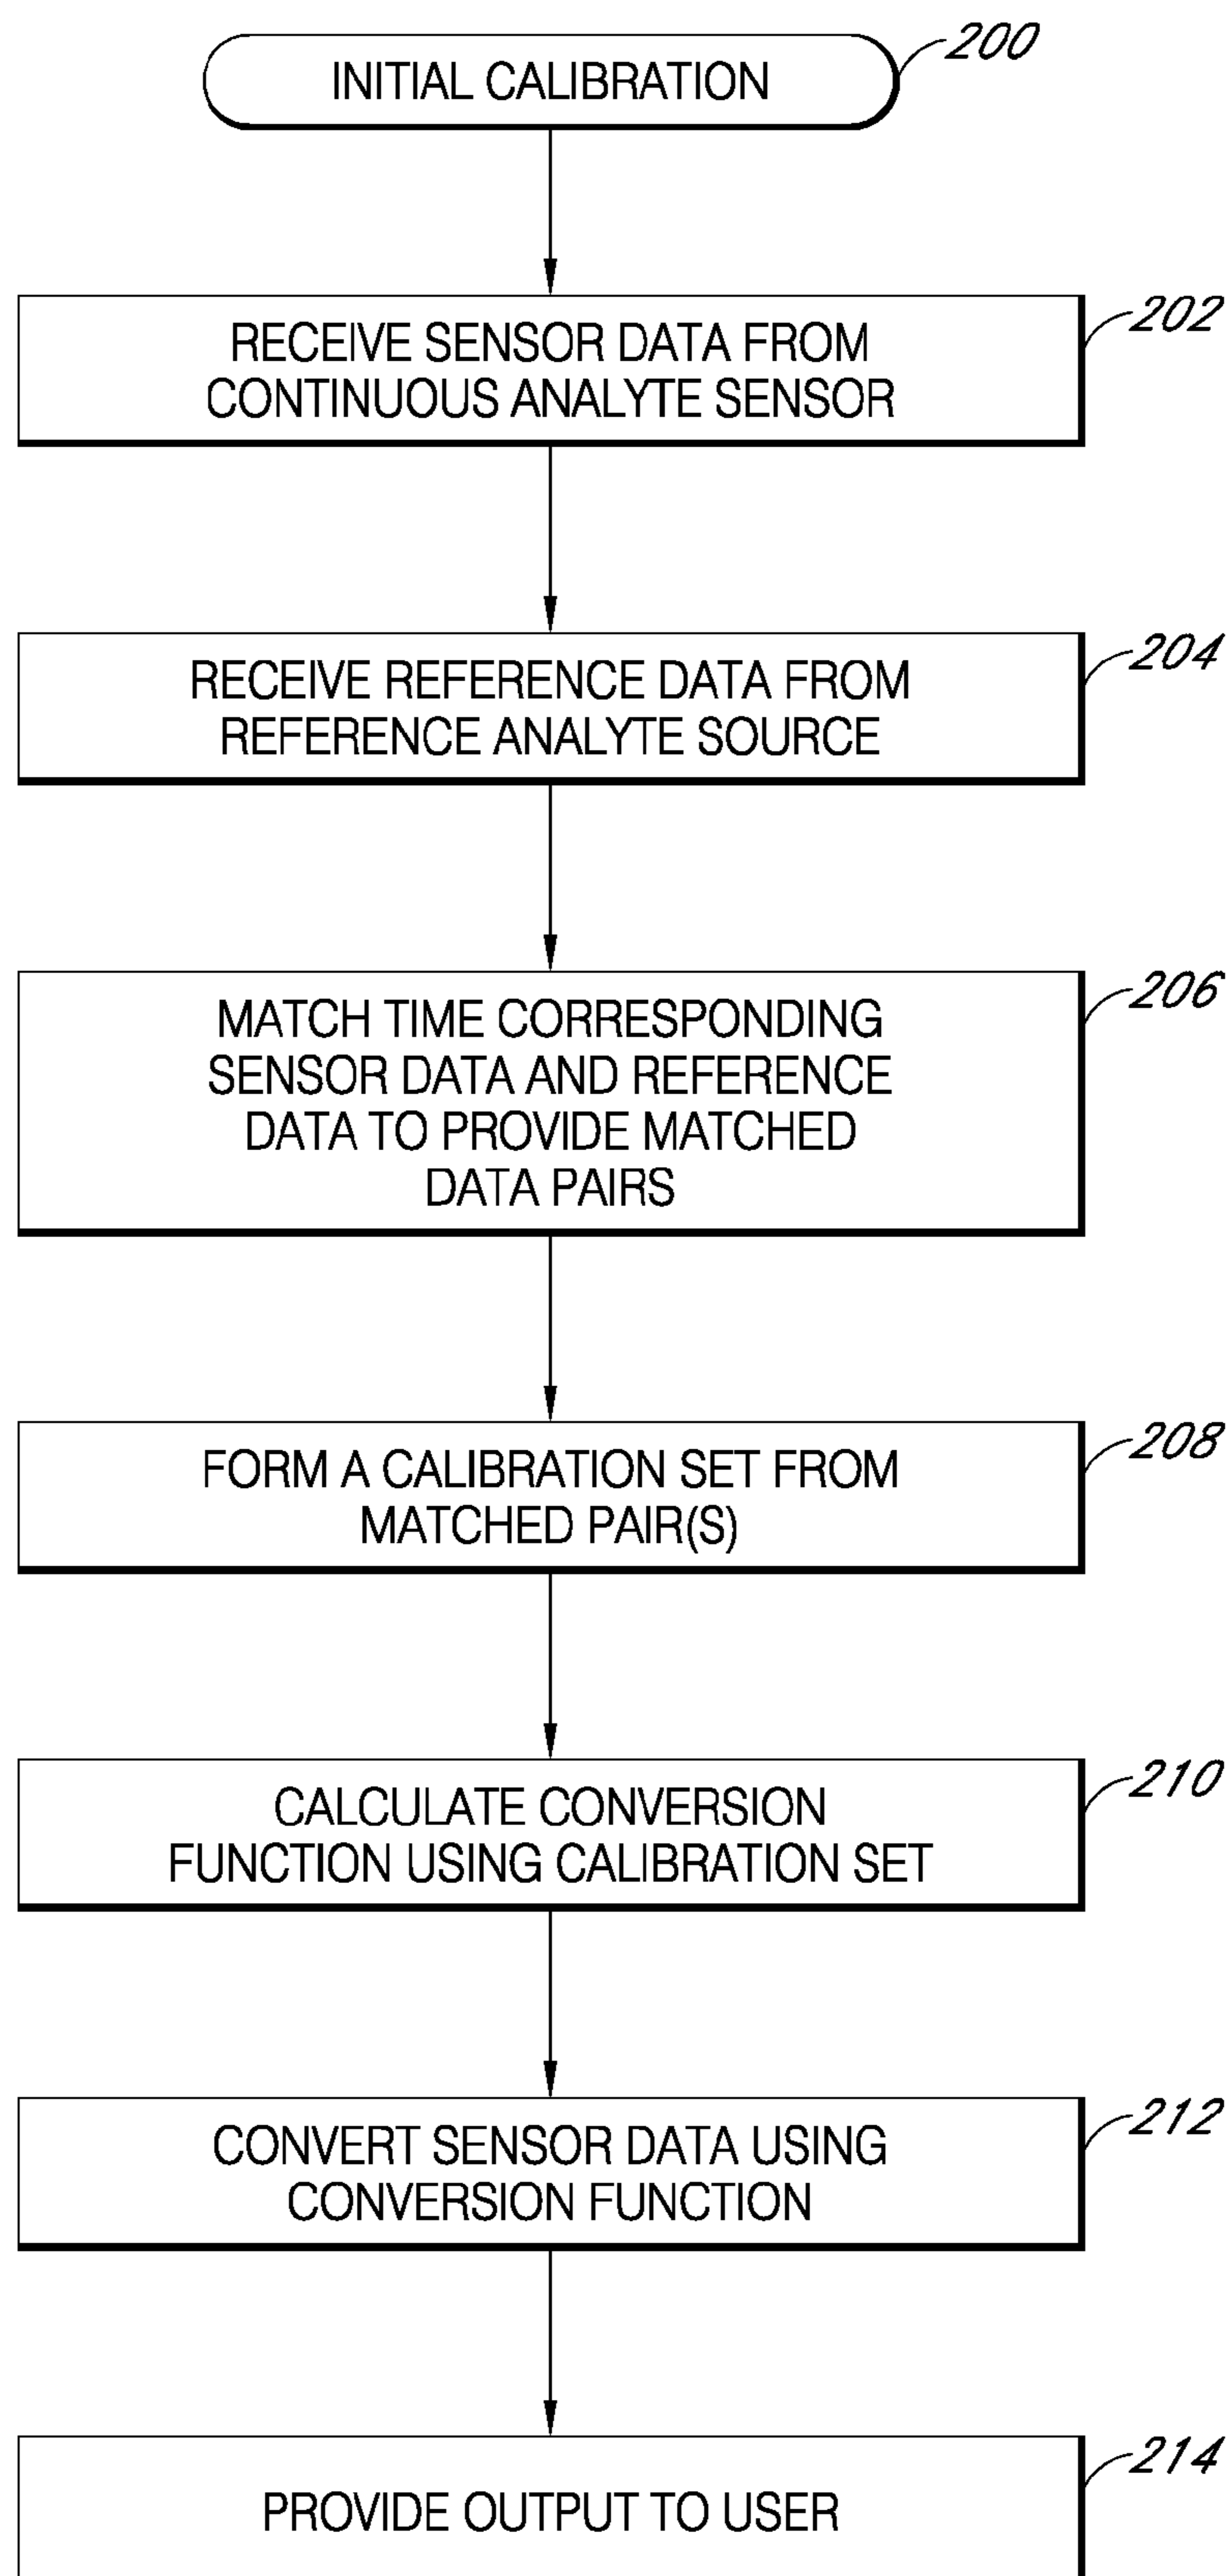 200
INITIAL CALIBRATION
202
RECEIVE SENSOR DATA FROM
CONTINUOUS ANALYTE SENSOR
204
RECEIVE REFERENCE DATA FROM
REFERENCE ANALYTE SOURCE
206
MATCH TIME CORRESPONDING
SENSOR DATA AND REFERENCE
DATA TO PROVIDE MATCHED
DATA PAIRS
208
FORM A CALIBRATION SET FROM
MATCHED PAIR(S)
210
CALCULATE CONVERSION
FUNCTION USING CALIBRATION SET
212
CONVERT SENSOR DATA USING
CONVERSION FUNCTION
214
PROVIDE OUTPUT TO USER